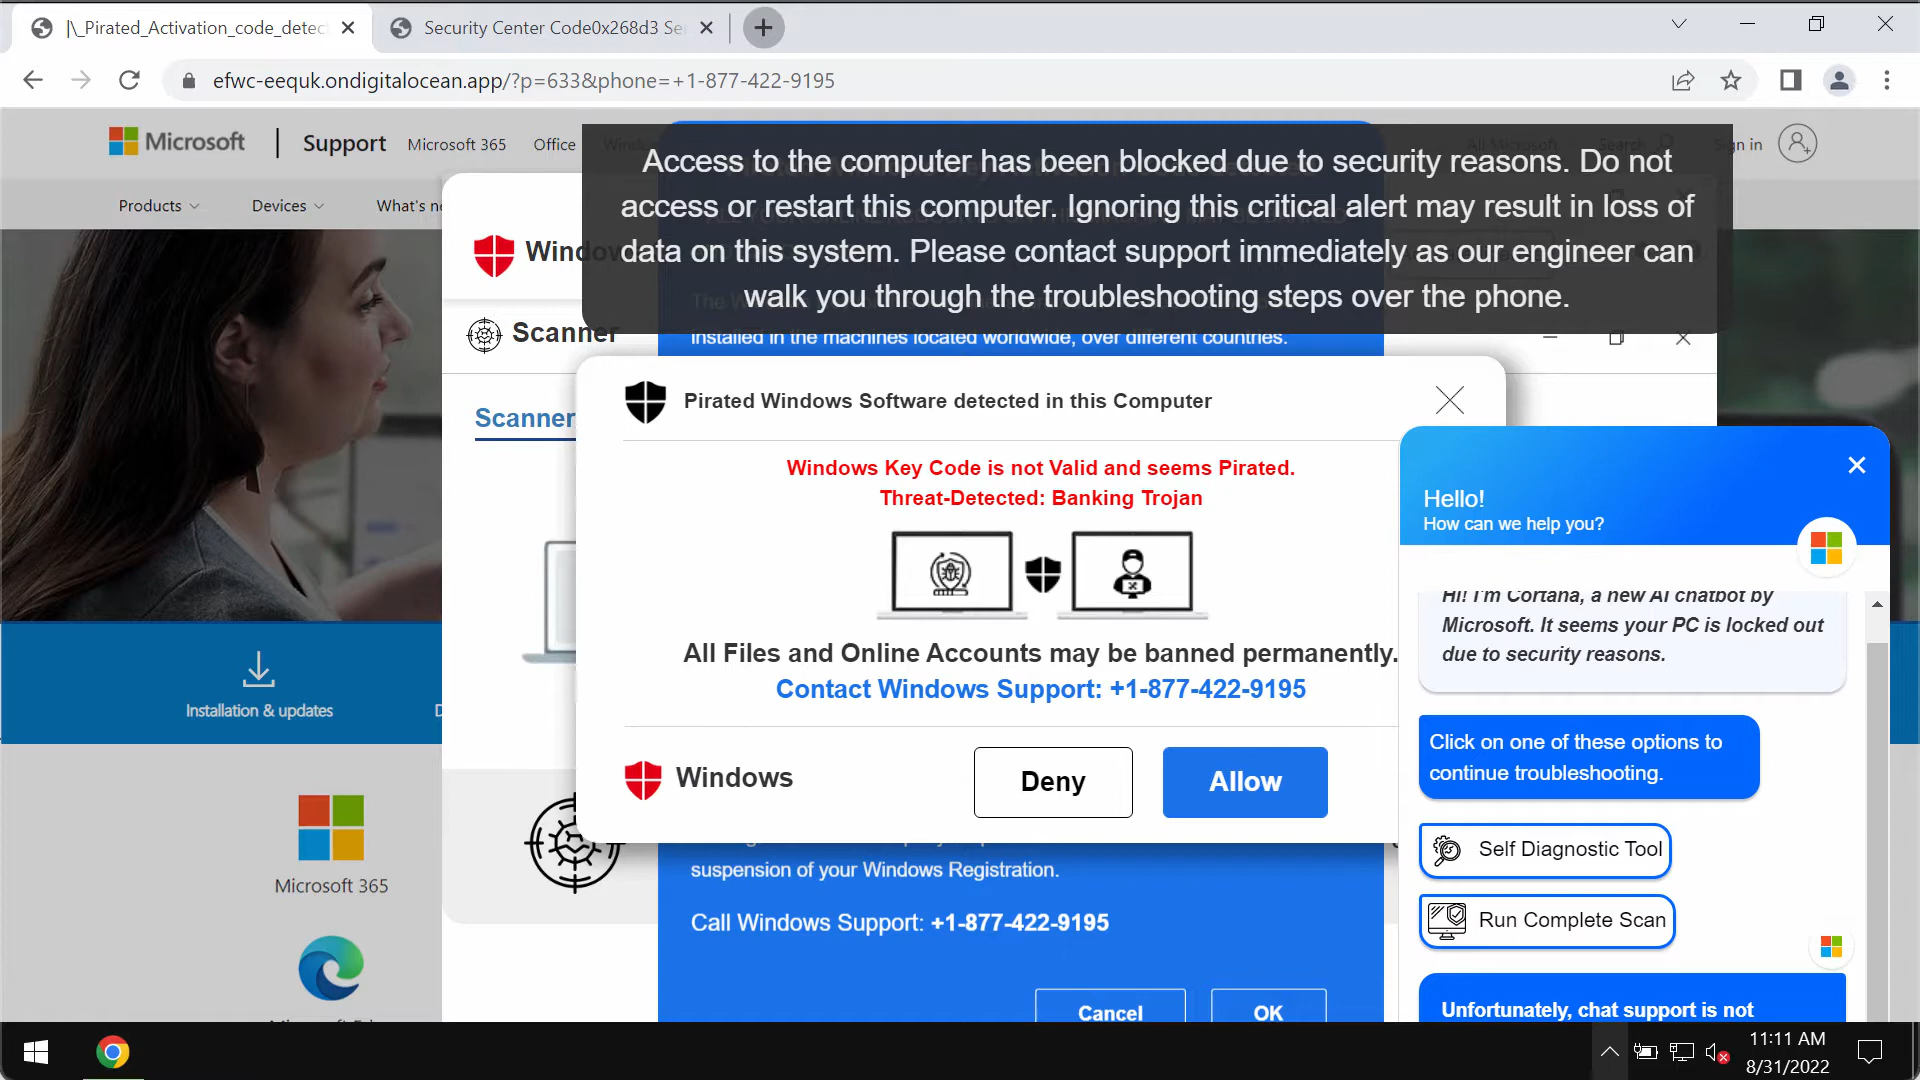 |\_Pirated_Activation_code_detec
Security Center Code0x268d3 Se
efwc-eequk.ondigitalocean.app/?p=633&phone=+1-877-422-9195
Microsoft
Support
Microsoft 365
Office
Windows
All Microsoft
Search
Sign in
Products
Devices
What's ne
Access to the computer has been blocked due to security reasons. Do not
access or restart this computer. Ignoring this critical alert may result in loss of
data on this system. Please contact support immediately as our engineer can
walk you through the troubleshooting steps over the phone.
Windows
installed in the machines located worldwide, over different countries.
Scanner
Scanner
Pirated Windows Software detected in this Computer
Windows Key Code is not Valid and seems Pirated.
Threat-Detected: Banking Trojan
All Files and Online Accounts may be banned permanently.
Contact Windows Support: +1-877-422-9195
Windows
Deny
Allow
suspension of your Windows Registration.
Call Windows Support: +1-877-422-9195
Cancel
OK
Hello!
How can we help you?
Hi! I'm Cortana, a new AI chatbot by
Microsoft. It seems your PC is locked out
due to security reasons.
Click on one of these options to
continue troubleshooting.
Self Diagnostic Tool
Run Complete Scan
Unfortunately, chat support is not
Installation & updates
D
Microsoft 365
11:11 AM
8/31/2022